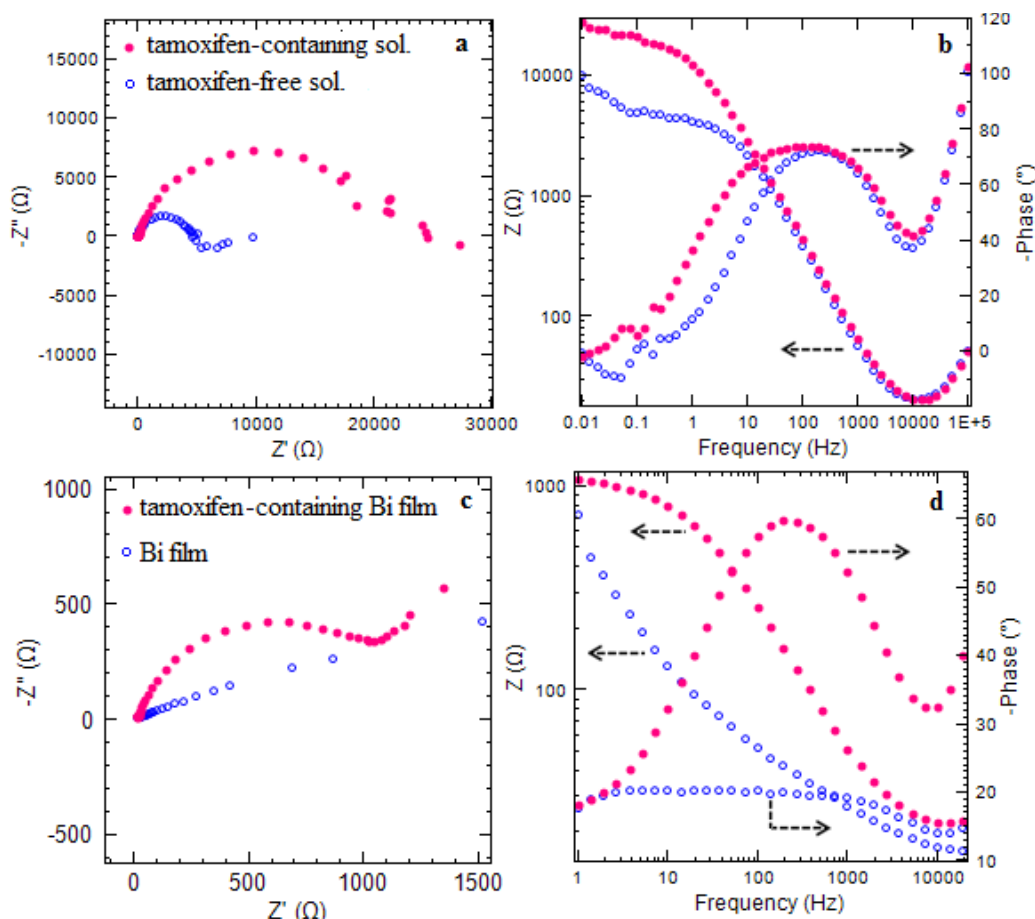 a
tamoxifen-containing sol.
tamoxifen-free sol.
15000
10000
5000
0
-5000
-10000
-Z'' (Ω)
0 10000 20000 30000
Z' (Ω)
b
10000
1000
100
Z (Ω)
120
100
80
60
40
20
0
-Phase (°)
0.01 0.1 1 10 100 1000 10000 1E+5
Frequency (Hz)
c
tamoxifen-containing Bi film
Bi film
1000
500
0
-500
-Z'' (Ω)
0 500 1000 1500
Z' (Ω)
d
1000
100
Z (Ω)
60
50
40
30
20
10
-Phase (°)
1 10 100 1000 10000
Frequency (Hz)